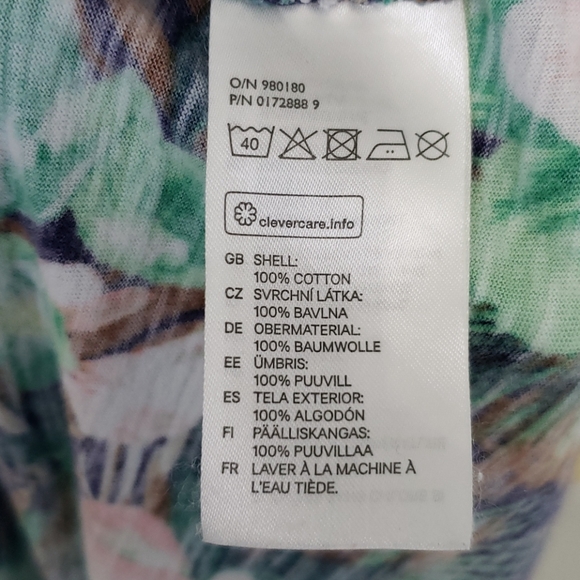 O/N 980180
P/N 0172888 9
40
clevercare.info
GB SHELL:
100% COTTON
CZ SVRCHNÍ LÁTKA:
100% BAVLNA
DE OBERMATERIAL:
100% BAUMWOLLE
EE ÜMBRIS:
100% PUUVILL
ES TELA EXTERIOR:
100% ALGODÓN
FI PÄÄLLISKANGAS:
100% PUUVILLAA
FR LAVER À LA MACHINE À
L'EAU TIÈDE.